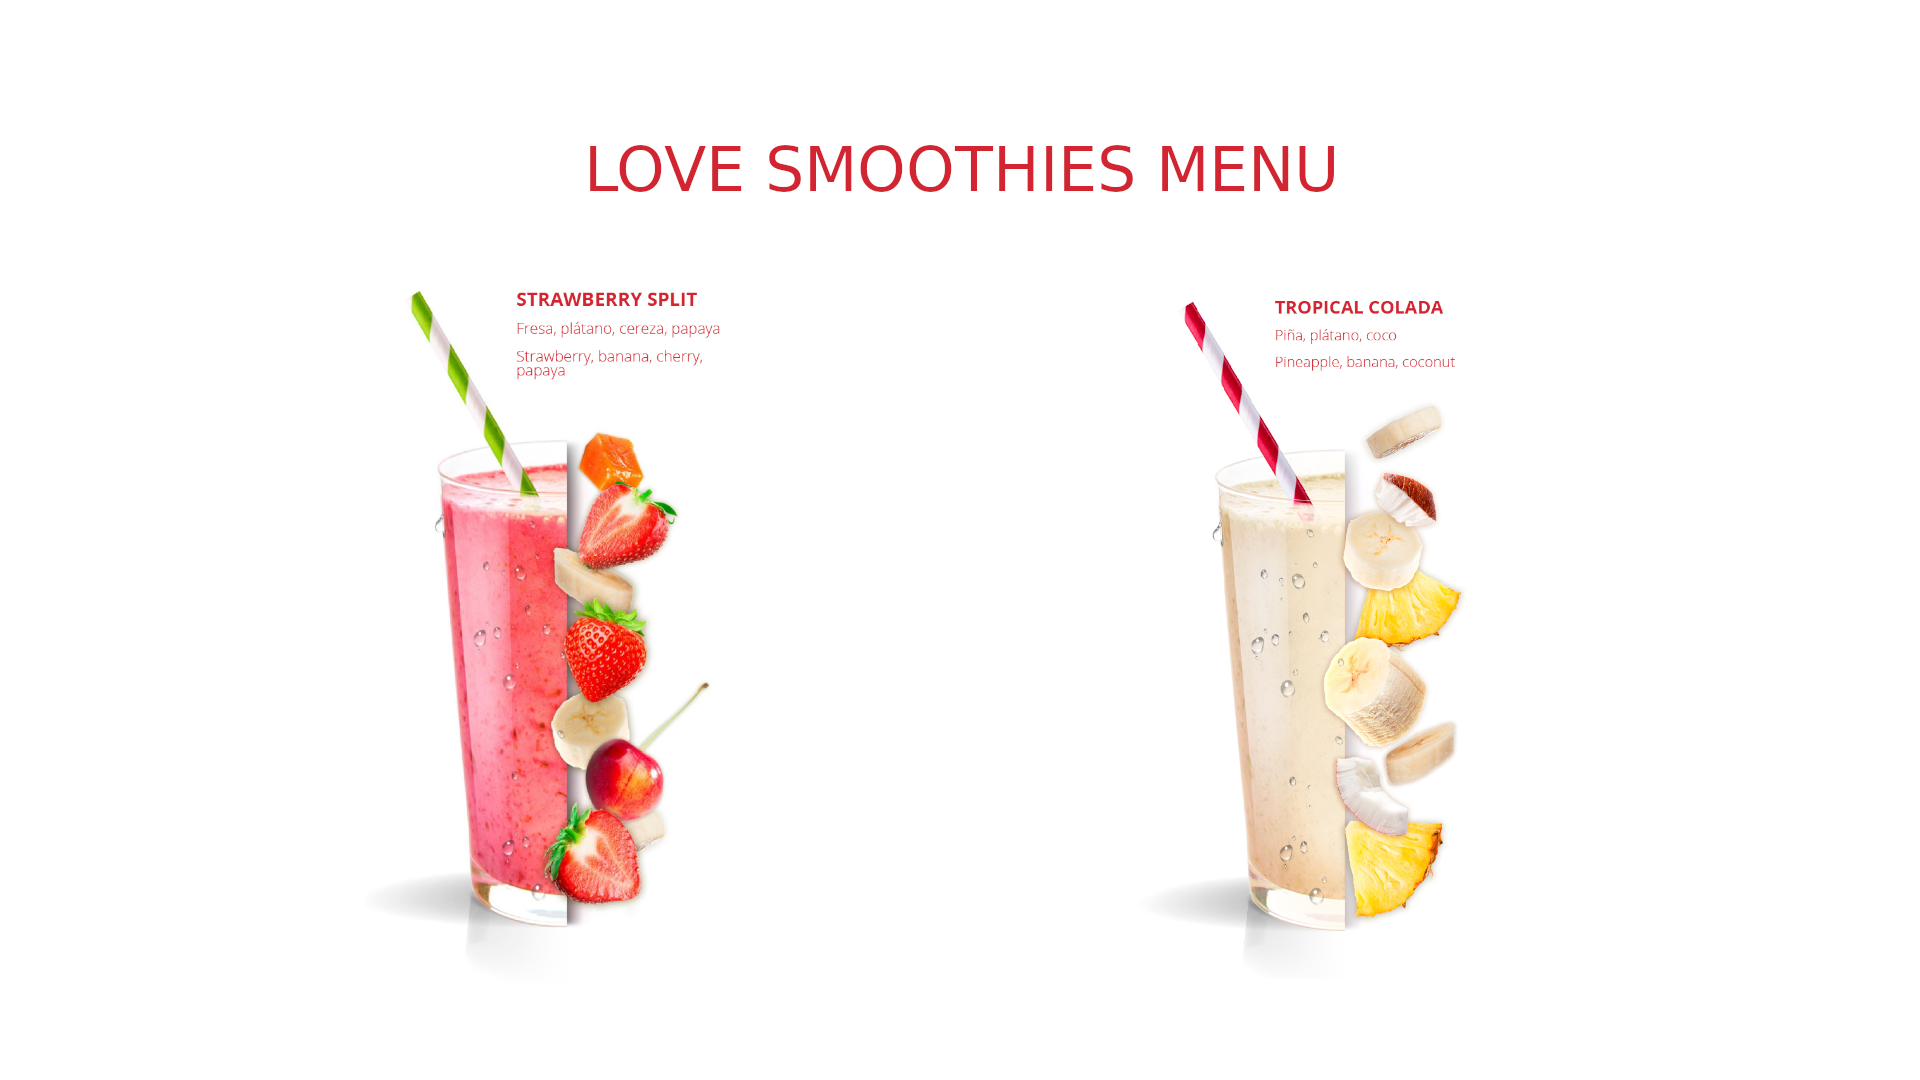 LOVE SMOOTHIES MENU
STRAWBERRY SPLIT
Fresa, plátano, cereza, papaya
Strawberry, banana, cherry,
papaya
TROPICAL COLADA
Piña, plátano, coco
Pineapple, banana, coconut